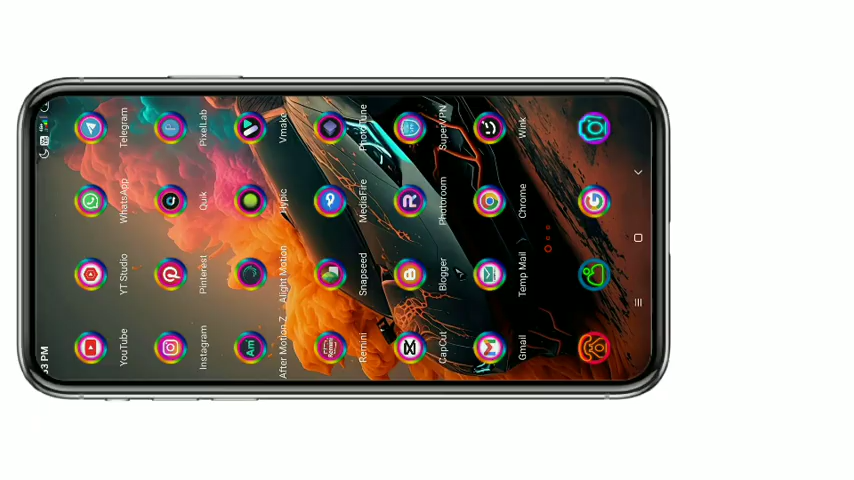 :3 PM
YouTube
YT Studio
WhatsApp
Telegram
Instagram
Pinterest
Quik
PixelLab
After Motion Z
Alight Motion
Hypic
Vmake
Remini
Snapseed
MediaFire
PhotoTune
CapCut
Blogger
Photoroom
SuperVPN
Gmail
Temp Mail
Chrome
Wink